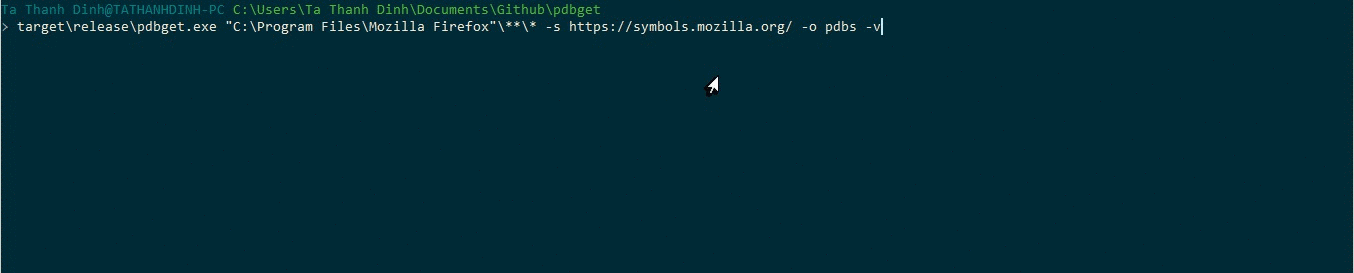 Ta Thanh Dinh@TATHANHDINH-PC C:\Users\Ta Thanh Dinh\Documents\Github\pdbget
> target\release\pdbget.exe "C:\Program Files\Mozilla Firefox"\**\* -s https://symbols.mozilla.org/ -o pdbs -v